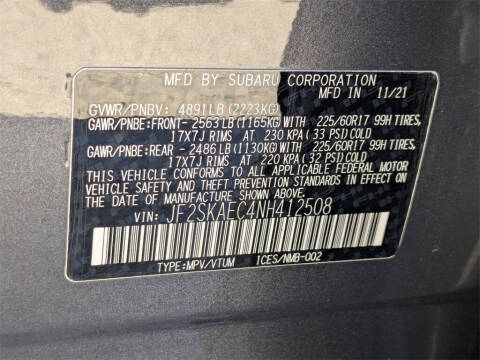 MFD BY SUBARU CORPORATION
MFD IN 11/21
GVWR/PNBV: 4891LB (2223KG)
GAWR/PNBE:FRONT-2563LB (1165KG) WITH 225/60R17 99H TIRES,
17X7J RIMS AT 230 KPA (33 PSI) COLD
GAWR/PNBE:REAR -2486LB (1130KG) WITH 225/60R17 99H TIRES,
17X7J RIMS AT 220 KPA (32 PSI) COLD
THIS VEHICLE CONFORMS TO ALL APPLICABLE FEDERAL MOTOR
VEHICLE SAFETY AND THEFT PREVENTION STANDARDS IN EFFECT ON
THE DATE OF MANUFACTURE SHOWN ABOVE.
VIN: JF2SKAEC4NH412508
TYPE:MPV/VTUM ICES/NMB-002